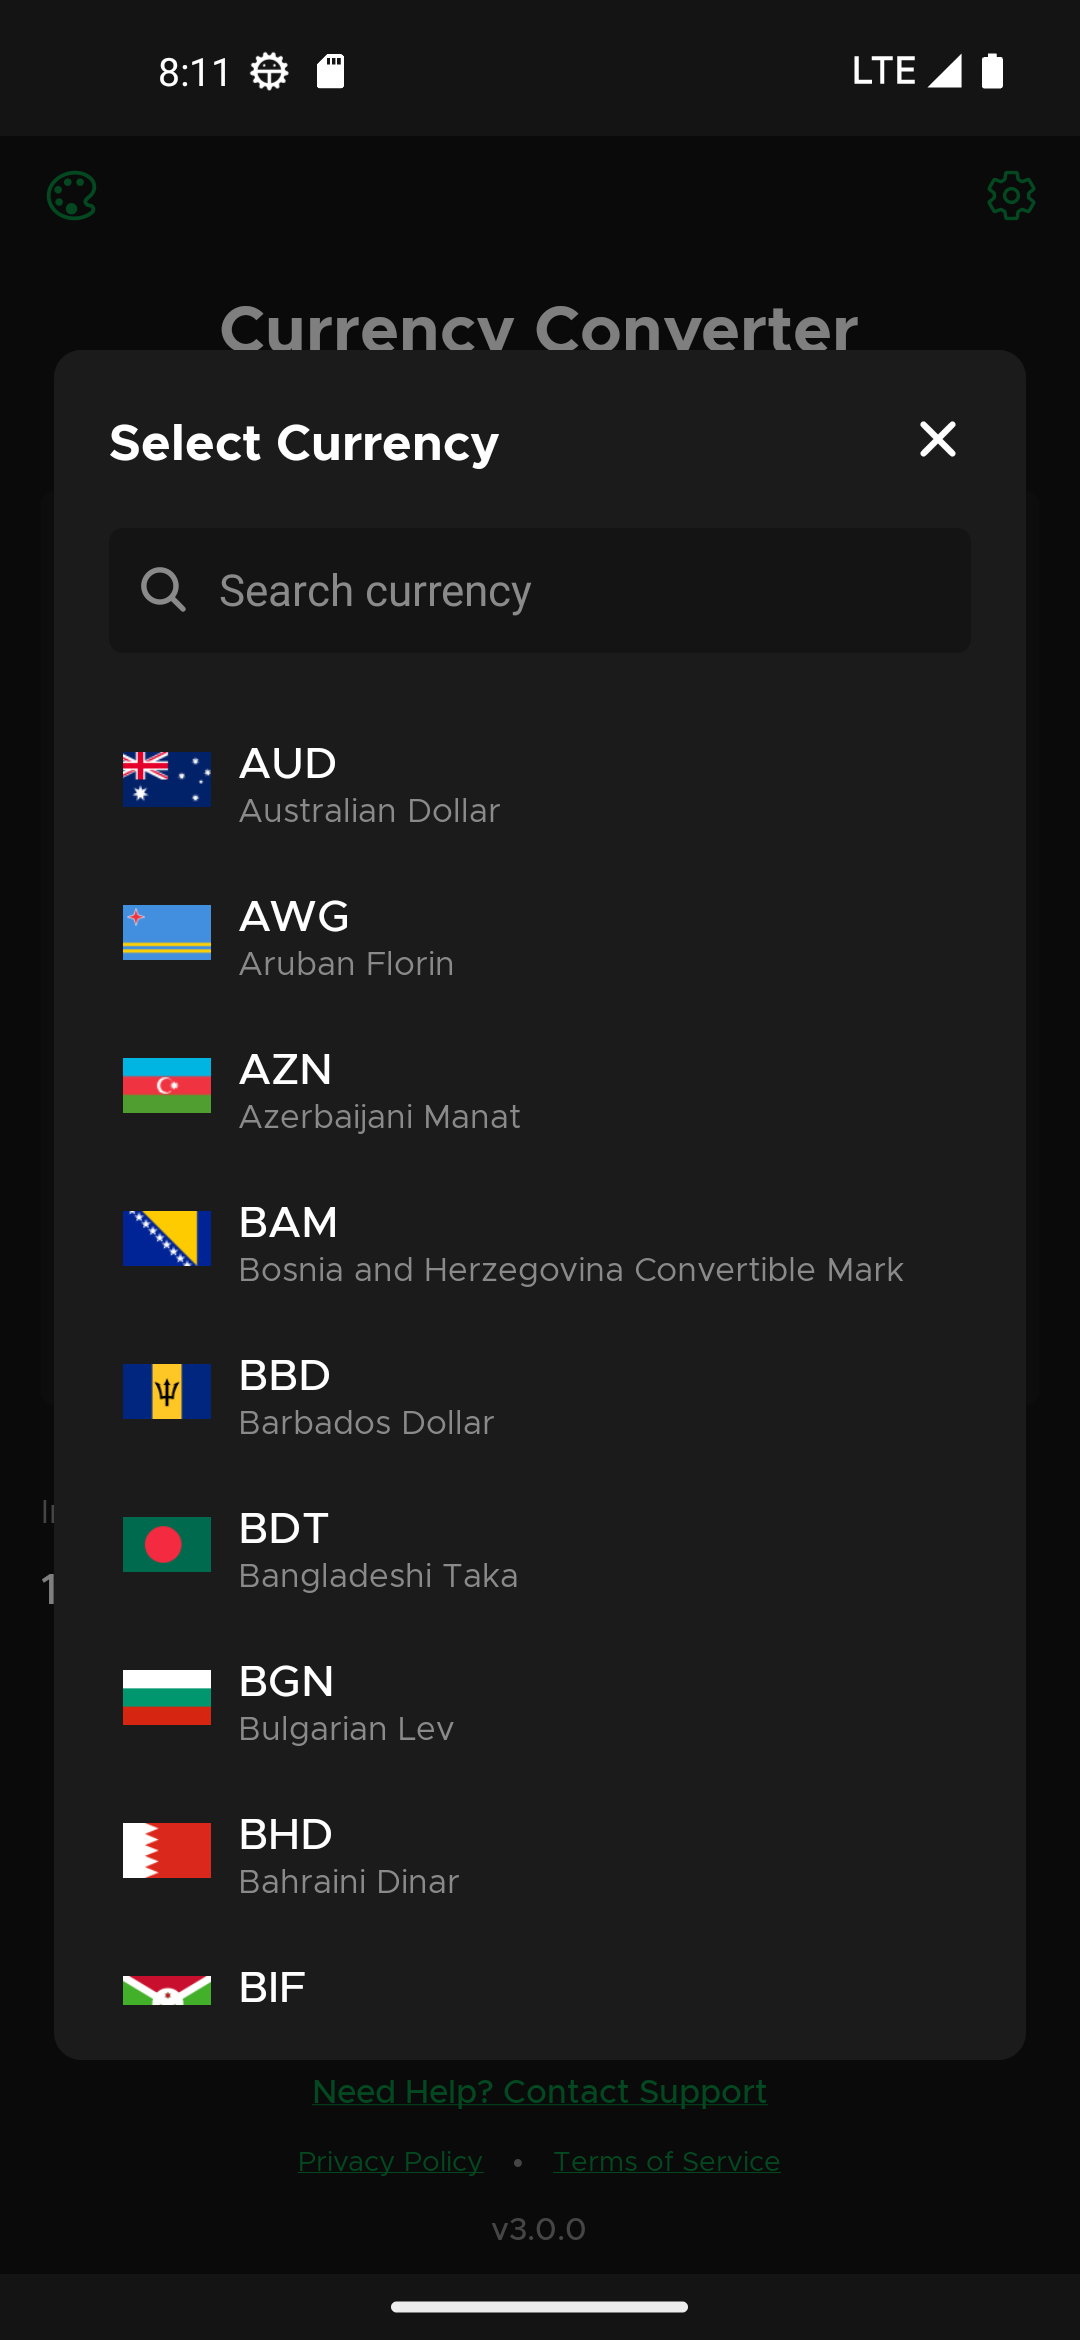 8:11
LTE
Currency Converter
Select Currency
Search currency
AUD
Australian Dollar
AWG
Aruban Florin
AZN
Azerbaijani Manat
BAM
Bosnia and Herzegovina Convertible Mark
BBD
Barbados Dollar
BDT
Bangladeshi Taka
BGN
Bulgarian Lev
BHD
Bahraini Dinar
BIF
1
Need Help? Contact Support
Privacy Policy • Terms of Service
v3.0.0